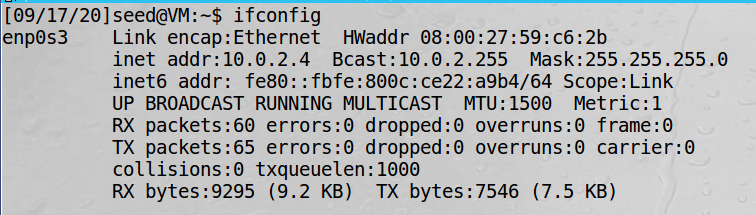 [09/17/20]seed@VM:~$ ifconfig
enp0s3    Link encap:Ethernet  HWaddr 08:00:27:59:c6:2b
          inet addr:10.0.2.4  Bcast:10.0.2.255  Mask:255.255.255.0
          inet6 addr: fe80::fbfe:800c:ce22:a9b4/64 Scope:Link
          UP BROADCAST RUNNING MULTICAST  MTU:1500  Metric:1
          RX packets:60 errors:0 dropped:0 overruns:0 frame:0
          TX packets:65 errors:0 dropped:0 overruns:0 carrier:0
          collisions:0 txqueuelen:1000
          RX bytes:9295 (9.2 KB)  TX bytes:7546 (7.5 KB)